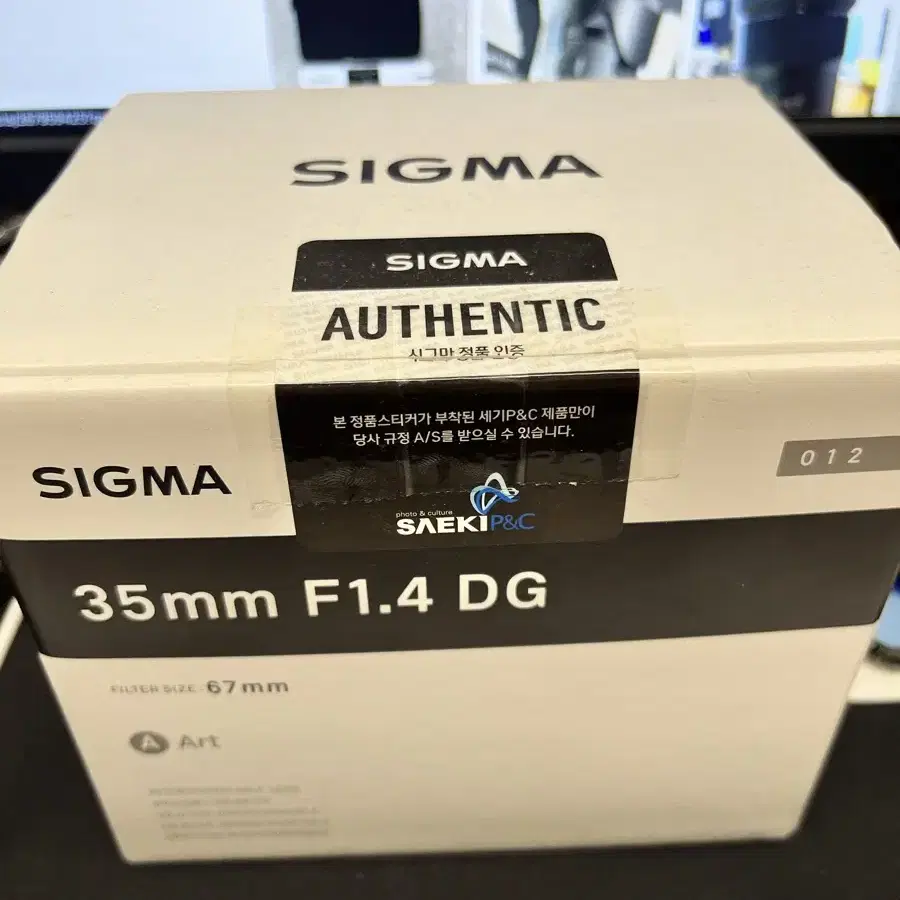 SIGMA
SIGMA
AUTHENTIC
시그마 정품 인증
본 정품스티커가 부착된 세기P&C 제품만이
당사 규정 A/S를 받으실 수 있습니다.
photo & culture
SAEKI P&C
SIGMA
012
35mm F1.4 DG
FILTER SIZE 67mm
A Art